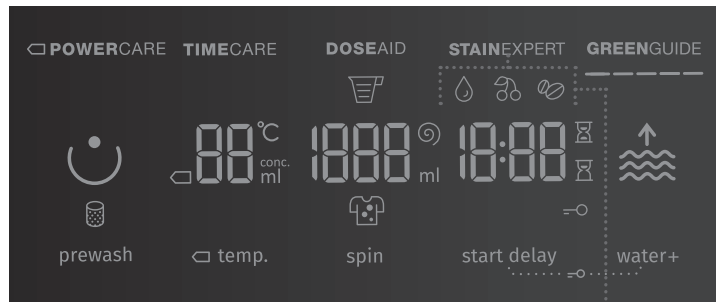 POWERCARE TIMECARE DOSEAID STAINEXPERT GREENGUIDE
88 °C conc. ml 1888 ml 18:88
prewash temp. spin start delay water+